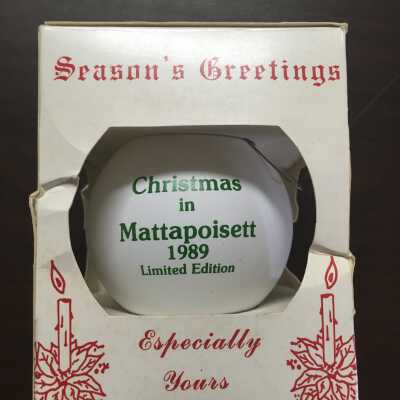 Season's Greetings
Christmas
in
Mattapoisett
1989
Limited Edition
Especially
Yours